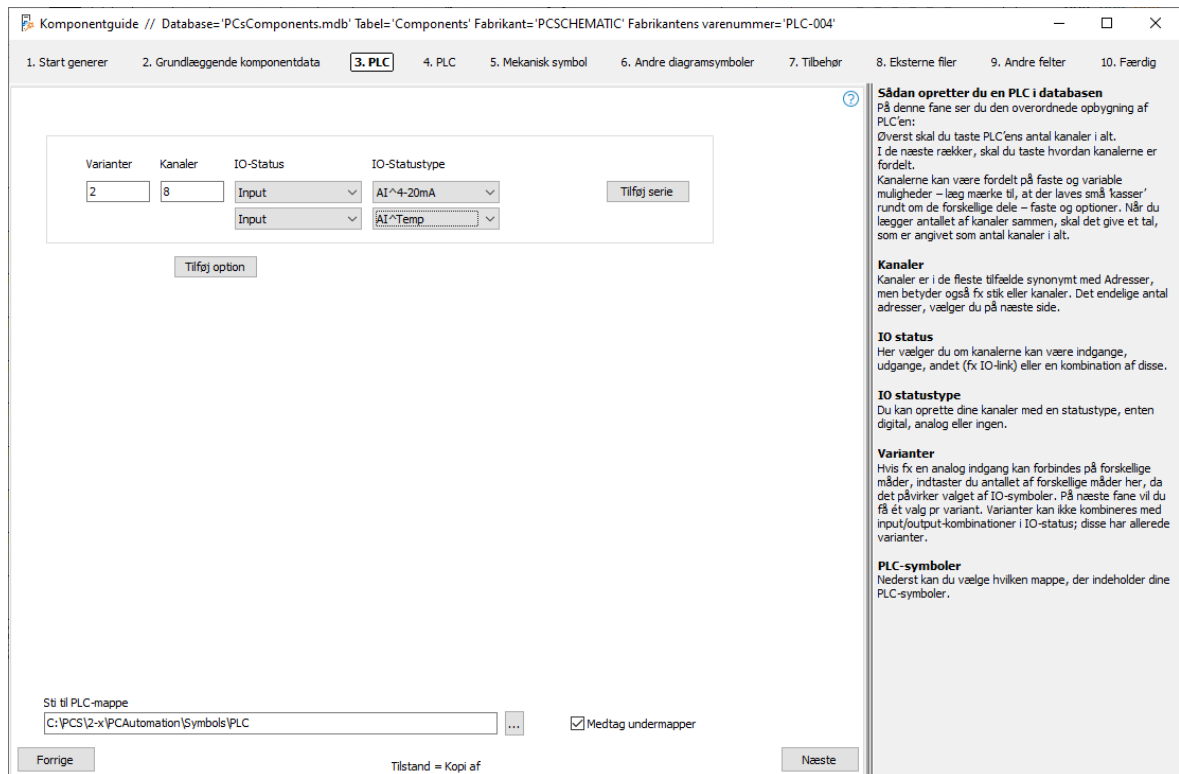 Komponentguide // Database='PCsComponents.mdb' Tabel='Components' Fabrikant='PCSCHEMATIC' Fabrikantens varenummer='PLC-004'
1. Start generer 2. Grundlæggende komponentdata 3. PLC 4. PLC 5. Mekanisk symbol 6. Andre diagramsymboler 7. Tilbehør 8. Eksterne filer 9. Andre felter 10. Færdig
?
Varianter Kanaler IO-Status IO-Statustype
2 8 Input AI^4-20mA Tilføj serie
Input AI^Temp
Tilføj option
Sti til PLC-mappe
C:\PCS\2-x\PCAutomation\Symbols\PLC ... Medtag undermapper
Forrige Tilstand = Kopi af Næste
Sådan opretter du en PLC i databasen
På denne fane ser du den overordnede opbygning af
PLC'en:
Øverst skal du taste PLC'ens antal kanaler i alt.
I de næste rækker, skal du taste hvordan kanalerne er
fordelt.
Kanalerne kan være fordelt på faste og variable
muligheder – læg mærke til, at der laves små 'kasser'
rundt om de forskellige dele – faste og optioner. Når du
lægger antallet af kanaler sammen, skal det give et tal,
som er angivet som antal kanaler i alt.
Kanaler
Kanaler er i de fleste tilfælde synonymt med Adresser,
men betyder også fx stik eller kanaler. Det endelige antal
adresser, vælger du på næste side.
IO status
Her vælger du om kanalerne kan være indgange,
udgange, andet (fx IO-link) eller en kombination af disse.
IO statustype
Du kan oprette dine kanaler med en statustype, enten
digital, analog eller ingen.
Varianter
Hvis fx en analog indgang kan forbindes på forskellige
måder, indtaster du antallet af forskellige måder her, da
det påvirker valget af IO-symboler. På næste fane vil du
få ét valg pr variant. Varianter kan ikke kombineres med
input/output-kombinationer i IO-status; disse har allerede
varianter.
PLC-symboler
Nederst kan du vælge hvilken mappe, der indeholder dine
PLC-symboler.